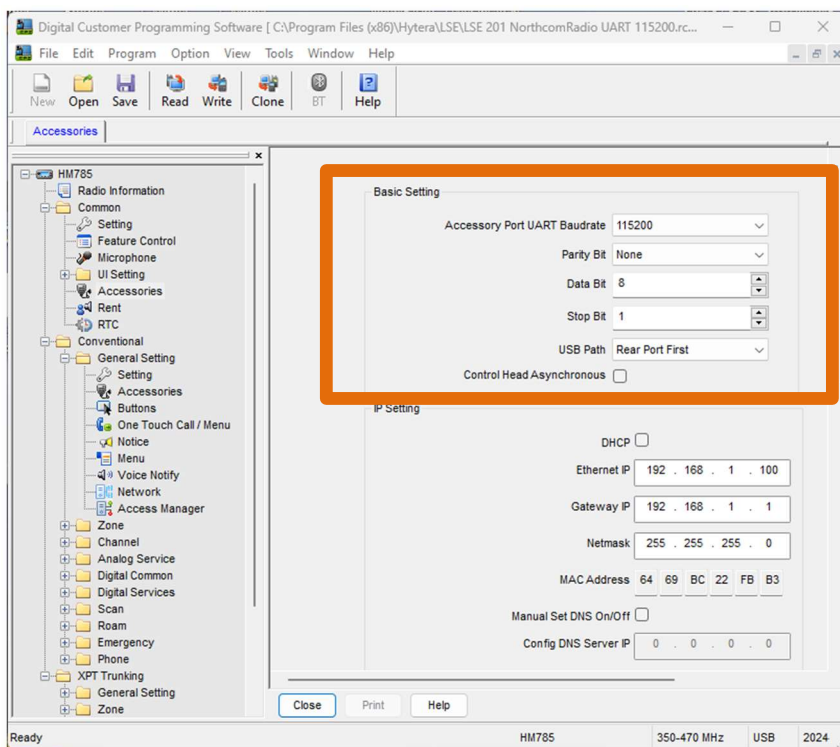 Digital Customer Programming Software [ C:\Program Files (x86)\Hytera\LSE\LSE 201 NorthcomRadio UART 115200.rc...
File Edit Program Option View Tools Window Help
New Open Save Read Write Clone BT Help
Accessories
HM785
Radio Information
Common
Setting
Feature Control
Microphone
UI Setting
Accessories
Rent
RTC
Conventional
General Setting
Setting
Accessories
Buttons
One Touch Call / Menu
Notice
Menu
Voice Notify
Network
Access Manager
Zone
Channel
Analog Service
Digital Common
Digital Services
Scan
Roam
Emergency
Phone
XPT Trunking
General Setting
Zone
Basic Setting
Accessory Port UART Baudrate 115200
Parity Bit None
Data Bit 8
Stop Bit 1
USB Path Rear Port First
Control Head Asynchronous
IP Setting
DHCP
Ethernet IP 192 . 168 . 1 . 100
Gateway IP 192 . 168 . 1 . 1
Netmask 255 . 255 . 255 . 0
MAC Address 64 69 BC 22 FB B3
Manual Set DNS On/Off
Config DNS Server IP 0 . 0 . 0 . 0
Close Print Help
Ready HM785 350-470 MHz USB 2024